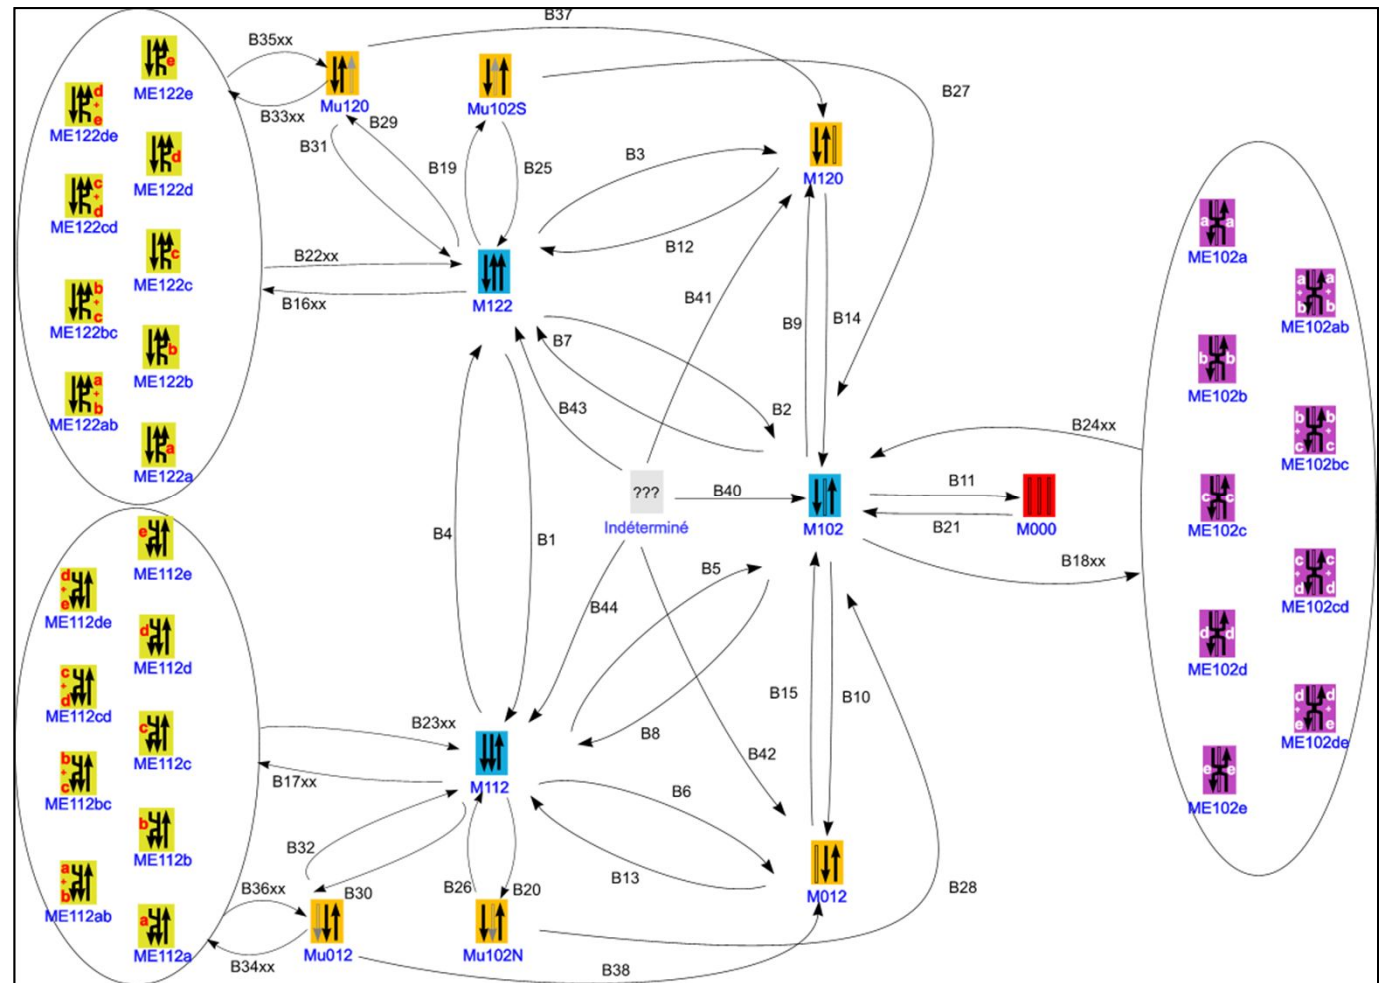 B37
B35xx
ME122e
Mu120
Mu102S
B27
B33xx
d
+
e
ME122de
B29
B31
B19
B25
B3
M120
e
d
ME122d
c
+
d
ME122cd
B12
a
a
ME102a
c
ME122c
B22xx
B16xx
M122
B41
B9
B14
b
+
c
ME122bc
a
+
b
a
+
b
ME102ab
B7
b
ME122b
b
b
ME102b
a
+
b
ME122ab
B43
B2
B24xx
b
+
c
b
+
c
ME102bc
a
ME122a
???
Indéterminé
B40
M102
B11
B21
M000
c
c
ME102c
e
ME112e
B4
B1
B18xx
d
+
e
ME112de
B5
c
+
d
c
+
d
ME102cd
B44
d
ME112d
d
d
ME102d
c
+
d
ME112cd
B15
B10
B23xx
B8
d
+
e
d
+
e
ME102de
c
ME112c
B42
B17xx
M112
B6
b
+
c
ME112bc
e
e
ME102e
b
ME112b
B32
B13
a
+
b
ME112ab
B36xx
B30
B26
B20
M012
B28
a
ME112a
Mu012
Mu102N
B34xx
B38